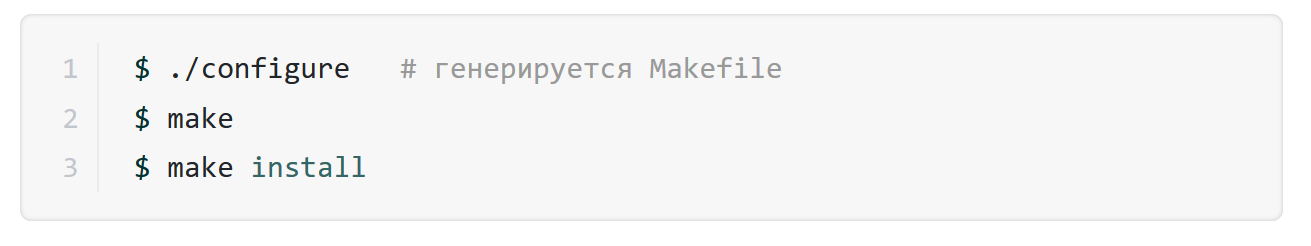 1 $ ./configure # генерируется Makefile
2 $ make
3 $ make install